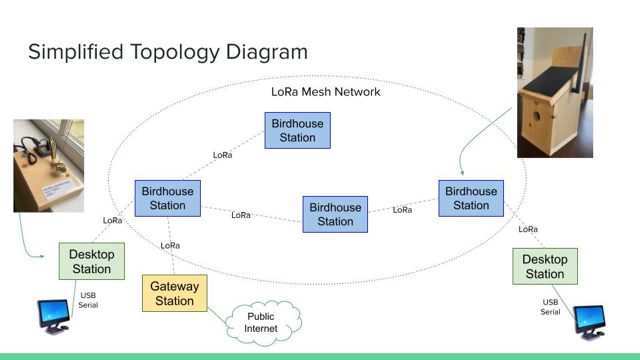 Simplified Topology Diagram
LoRa Mesh Network
Birdhouse
Station
LoRa
Birdhouse
Station
Birdhouse
Station
Birdhouse
Station
LoRa
LoRa
LoRa
LoRa
LoRa
Desktop
Station
Desktop
Station
Gateway
Station
USB
Serial
USB
Serial
Public
Internet